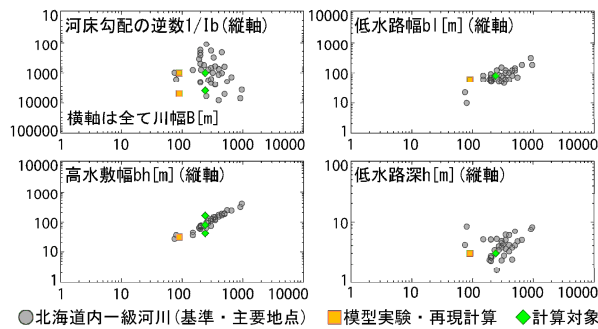 河床勾配の逆数1/Ib(縦軸)
10
100
1000
10000
100000
横軸は全て川幅B[m]
1 10 100 1000 10000
低水路幅bl[m](縦軸)
10000
1000
100
10
1
1 10 100 1000 10000
高水敷幅bh[m](縦軸)
10000
1000
100
10
1
1 10 100 1000 10000
低水路深h[m](縦軸)
100
10
1
1 10 100 1000 10000
北海道内一級河川(基準・主要地点) 模型実験・再現計算 計算対象